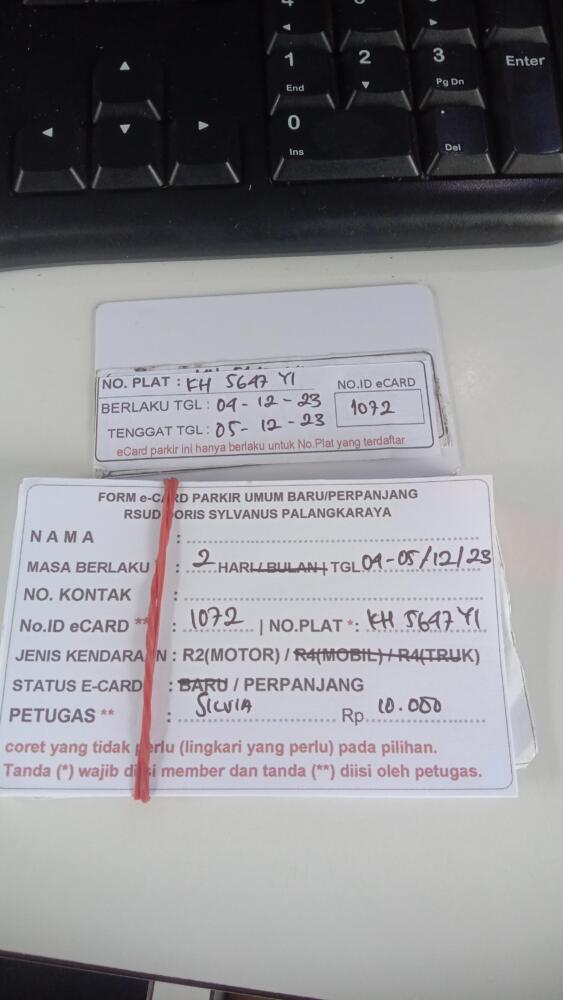 1 2 3 Enter
End Pg Dn
0 .
Ins Del
NO. PLAT : KH 5647 YI
NO.ID eCARD
BERLAKU TGL : 04 - 12 - 23
1072
TENGGAT TGL : 05 - 12 - 23
eCard parkir ini hanya berlaku untuk No.Plat yang terdaftar
FORM e-CARD PARKIR UMUM BARU/PERPANJANG
RSUD DORIS SYLVANUS PALANGKARAYA
NAMA :
MASA BERLAKU : 2 HARI / BULAN | TGL 04-05/12/23
NO. KONTAK :
No.ID eCARD ** : 1072 | NO.PLAT *: KH 5647 YI
JENIS KENDARAAN : R2(MOTOR) / R4(MOBIL) / R4(TRUK)
STATUS E-CARD : BARU / PERPANJANG
PETUGAS ** : SILVIA Rp. 10.000
coret yang tidak perlu (lingkari yang perlu) pada pilihan.
Tanda (*) wajib diisi member dan tanda (**) diisi oleh petugas.